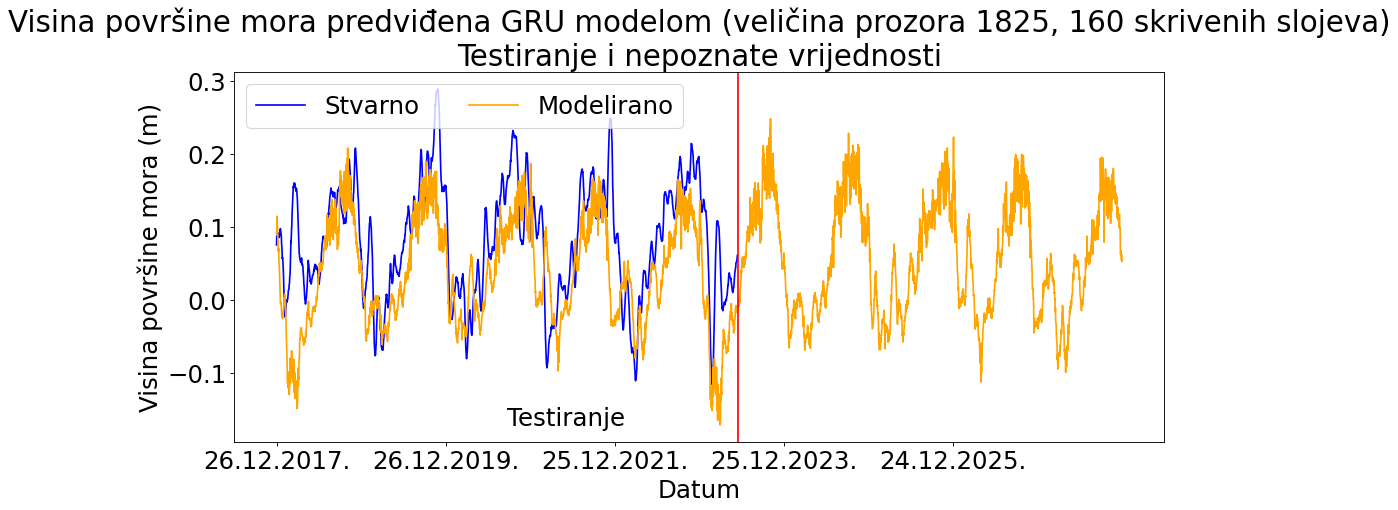 Visina površine mora predviđena GRU modelom (veličina prozora 1825, 160 skrivenih slojeva)
Testiranje i nepoznate vrijednosti
Stvarno
Modelirano
Visina površine mora (m)
0.3
0.2
0.1
0.0
−0.1
Testiranje
26.12.2017.
26.12.2019.
25.12.2021.
25.12.2023.
24.12.2025.
Datum